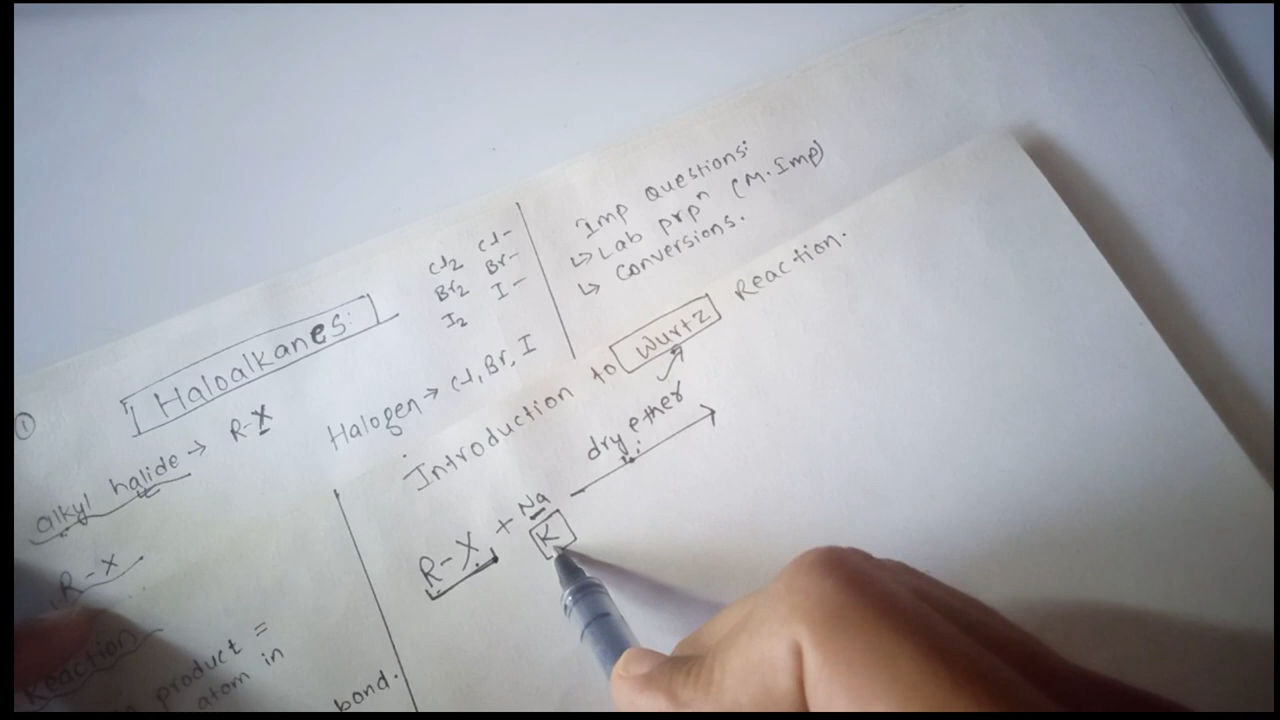 ①
Haloalkanes:
alkyl halide → R-X
R-X
Reaction
product =
atom in
bond.
Halogen → Cl, Br, I
Cl2 Cl-
Br2 Br-
I2 I-
Imp Questions:
↳ Lab prpⁿ (M.Imp)
↳ Conversions.
Introduction to Wurtz Reaction.
dry ether
R-X + Na →
K